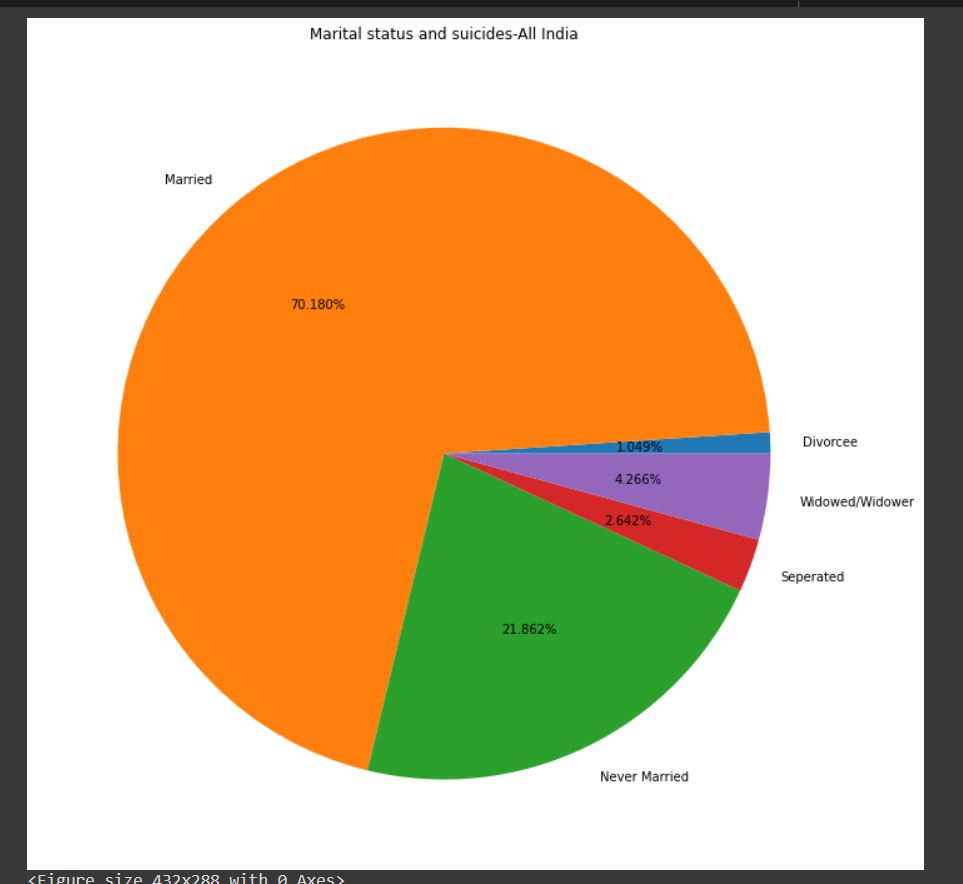 Marital status and suicides-All India
Married
70.180%
Divorcee
1.049%
4.266%
Widowed/Widower
2.642%
Seperated
21.862%
Never Married
<Figure size 432x288 with 0 Axes>